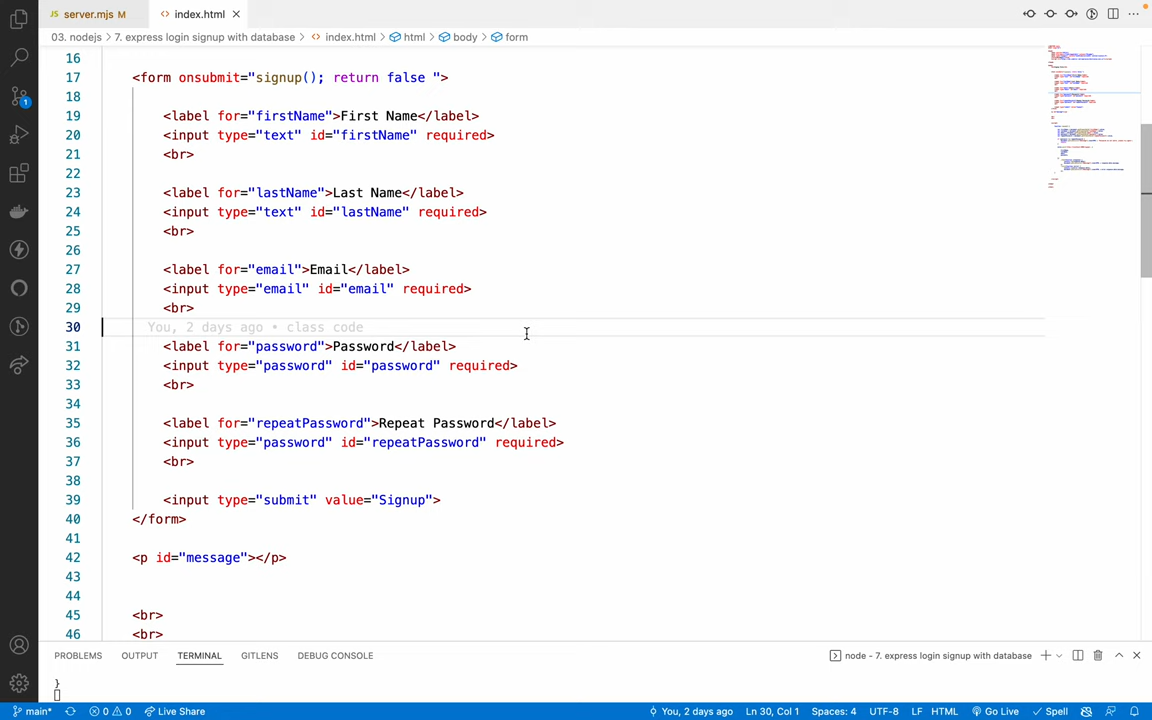 JS server.mjs M
<> index.html ×
03. nodejs > 7. express login signup with database > <> index.html > html > body > form
16
17 <form onsubmit="signup(); return false ">
18
19 <label for="firstName">First Name</label>
20 <input type="text" id="firstName" required>
21 <br>
22
23 <label for="lastName">Last Name</label>
24 <input type="text" id="lastName" required>
25 <br>
26
27 <label for="email">Email</label>
28 <input type="email" id="email" required>
29 <br>
30 You, 2 days ago • class code
31 <label for="password">Password</label>
32 <input type="password" id="password" required>
33 <br>
34
35 <label for="repeatPassword">Repeat Password</label>
36 <input type="password" id="repeatPassword" required>
37 <br>
38
39 <input type="submit" value="Signup">
40 </form>
41
42 <p id="message"></p>
43
44
45 <br>
46 <br>
1
PROBLEMS OUTPUT TERMINAL GITLENS DEBUG CONSOLE
node - 7. express login signup with database
}
main* 0 0 Live Share
You, 2 days ago Ln 30, Col 1 Spaces: 4 UTF-8 LF HTML Go Live Spell